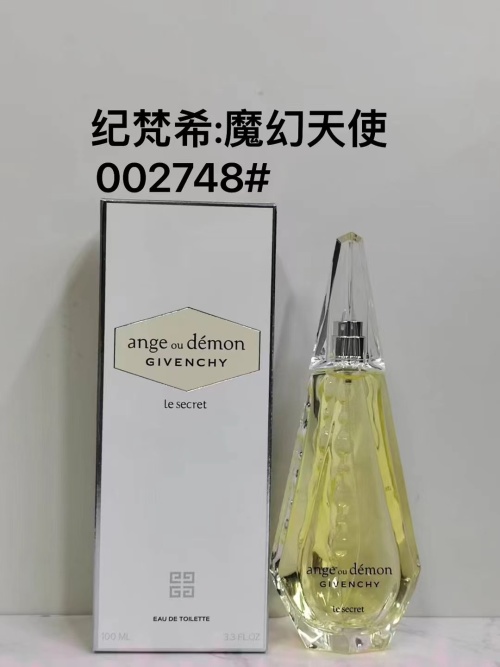 纪梵希:魔幻天使
002748#
ange ou démon
GIVENCHY
le secret
EAU DE TOILETTE
100 ML 3.3 FL.OZ
ange ou démon
GIVENCHY
le secret